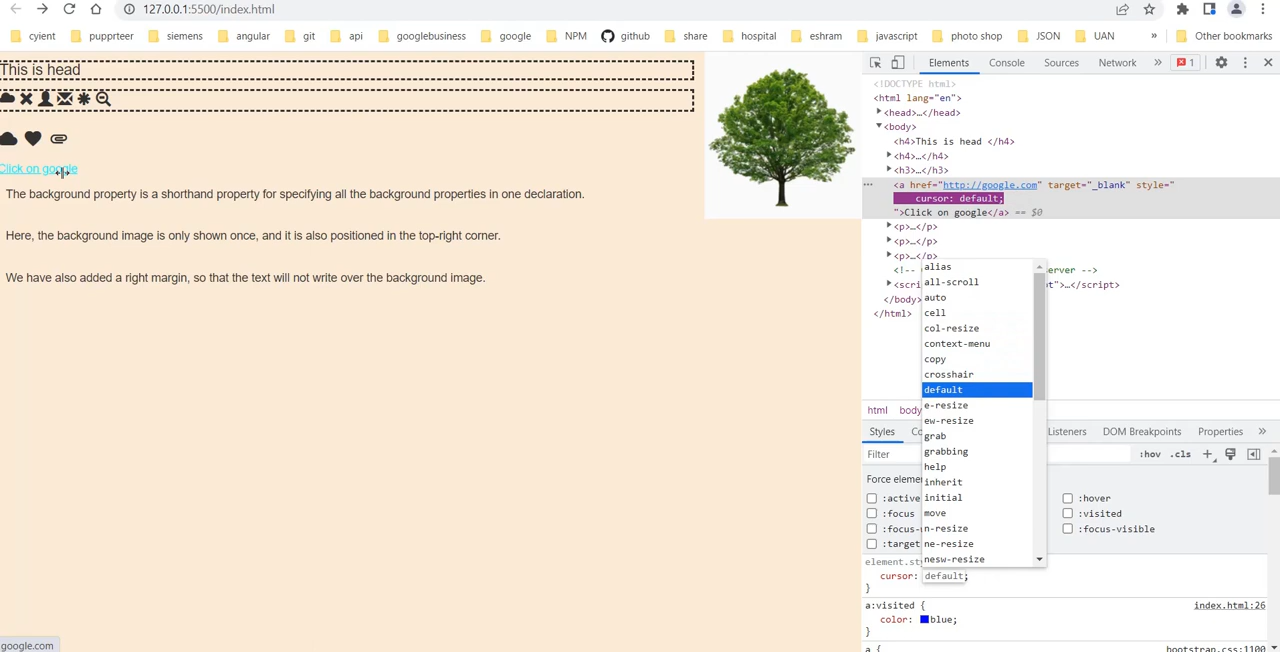 127.0.0.1:5500/index.html
cyient pupprteer siemens angular git api googlebusiness google NPM github share hospital eshram javascript photo shop JSON UAN » Other bookmarks
This is head
Click on google
The background property is a shorthand property for specifying all the background properties in one declaration.
Here, the background image is only shown once, and it is also positioned in the top-right corner.
We have also added a right margin, so that the text will not write over the background image.
google.com
Elements Console Sources Network » 1
<!DOCTYPE html>
<html lang="en">
<head>…</head>
<body>
<h4>This is head </h4>
<h4>…</h4>
<h3>…</h3>
<a href="http://google.com" target="_blank" style="
cursor: default;
">Click on google</a> == $0
<p>…</p>
<p>…</p>
<p>…</p>
<!-- erver -->
<scri pt">…</script>
</body>
</html>
alias
all-scroll
auto
cell
col-resize
context-menu
copy
crosshair
default
e-resize
ew-resize
grab
grabbing
help
inherit
initial
move
n-resize
ne-resize
nesw-resize
html body
Styles Co Listeners DOM Breakpoints Properties »
Filter :hov .cls
Force elemen
:active :hover
:focus :visited
:focus- :focus-visible
:target
element.sty
cursor: default;
}
a:visited { index.html:26
color: blue;
}
a { bootstrap.css:1100